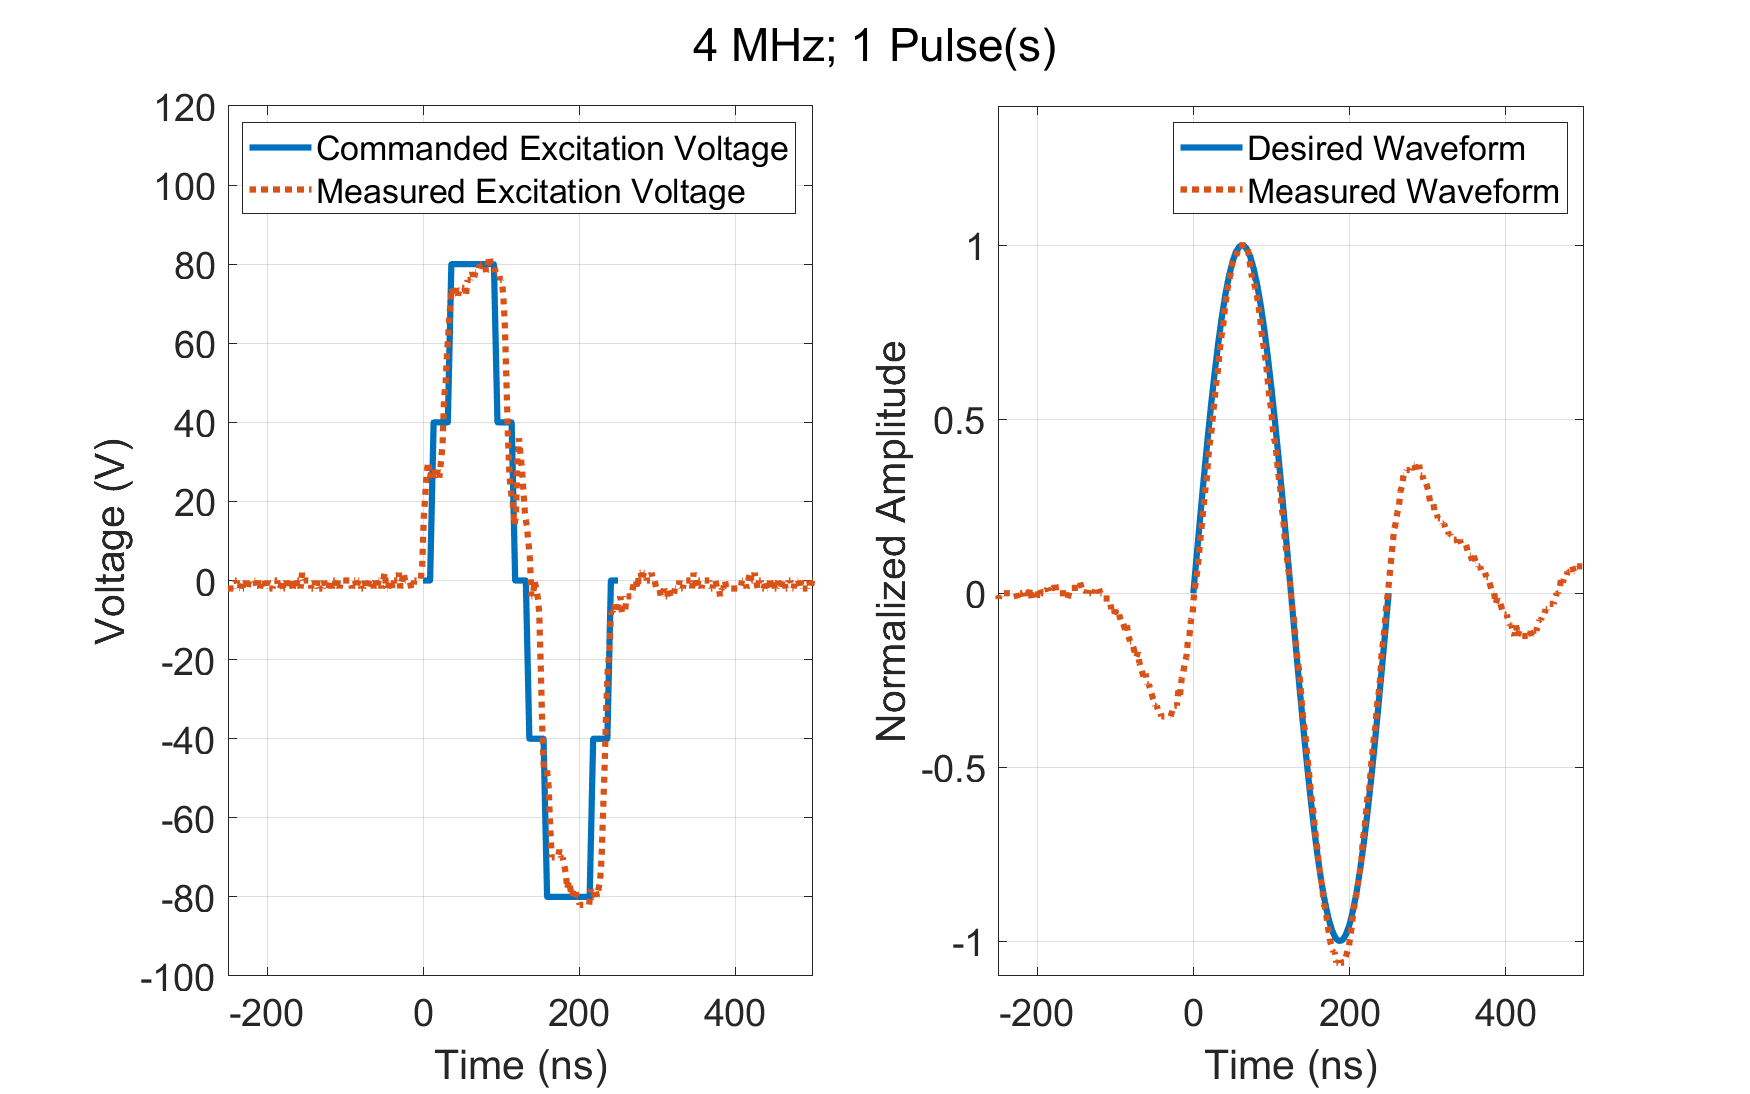 4 MHz; 1 Pulse(s)
Commanded Excitation Voltage
Measured Excitation Voltage
120
100
80
60
40
20
0
-20
-40
-60
-80
-100
Voltage (V)
-200 0 200 400
Time (ns)
Desired Waveform
Measured Waveform
1
0.5
0
-0.5
-1
Normalized Amplitude
-200 0 200 400
Time (ns)